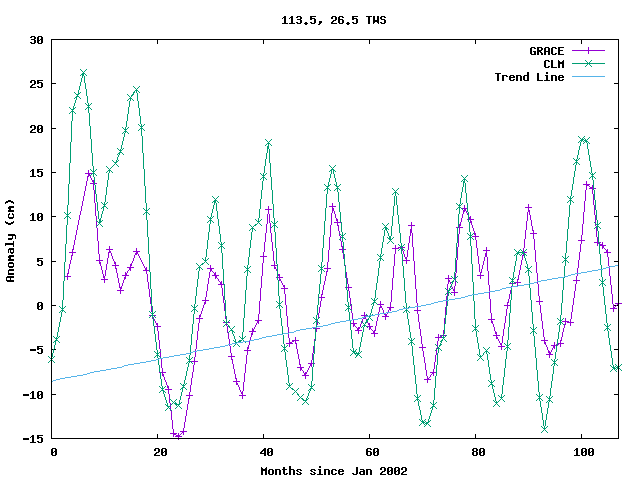 113.5, 26.5 TWS
30
25
20
15
10
5
0
-5
-10
-15
Anomaly (cm)
GRACE
CLM
Trend Line
0 20 40 60 80 100
Months since Jan 2002